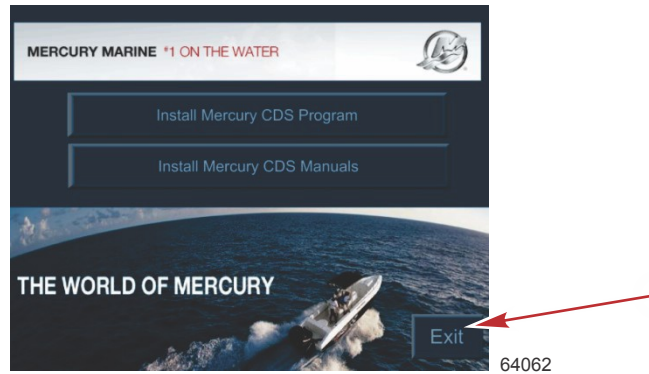 MERCURY MARINE #1 ON THE WATER
Install Mercury CDS Program
Install Mercury CDS Manuals
THE WORLD OF MERCURY
Exit
64062